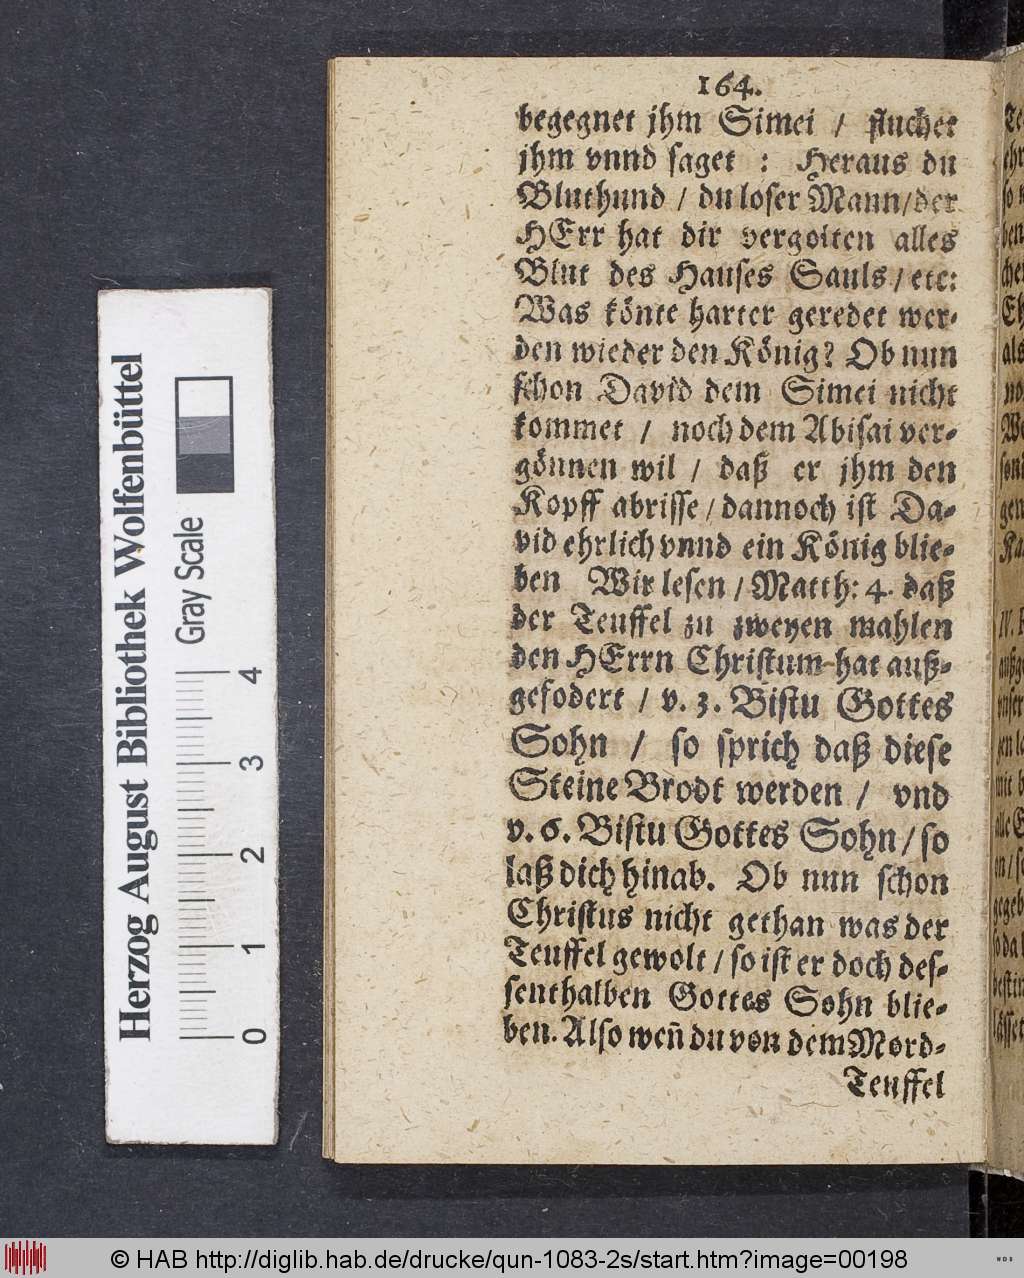 164.
begegnet jhm Simei / fluchet
jhm vnnd saget : Heraus du
Bluthund / du loser Mann/der
HErr hat dir vergolten alles
Blut des Hauses Sauls / etc:
Was könte harter geredet wer-
den wieder den König? Ob nun
schon David dem Simei nicht
kommet / noch dem Abisai ver-
gönnen wil / daß er jhm den
Kopff abrisse / dannoch ist Da-
vid ehrlich vnnd ein König blie-
ben Wir lesen / Matth: 4. daß
der Teuffel zu zweyen mahlen
den HErrn Christum hat auß-
gefodert / v. 3. Bistu Gottes
Sohn / so sprich daß diese
Steine Brodt werden / vnd
v. 6. Bistu Gottes Sohn / so
laß dich hinab. Ob nun schon
Christus nicht gethan was der
Teuffel gewolt / so ist er doch des-
senthalben Gottes Sohn blie-
ben. Also weñ du von dem Mord-
Teuffel
Herzog August Bibliothek Wolfenbüttel
Gray Scale
0 1 2 3 4
© HAB http://diglib.hab.de/drucke/qun-1083-2s/start.htm?image=00198